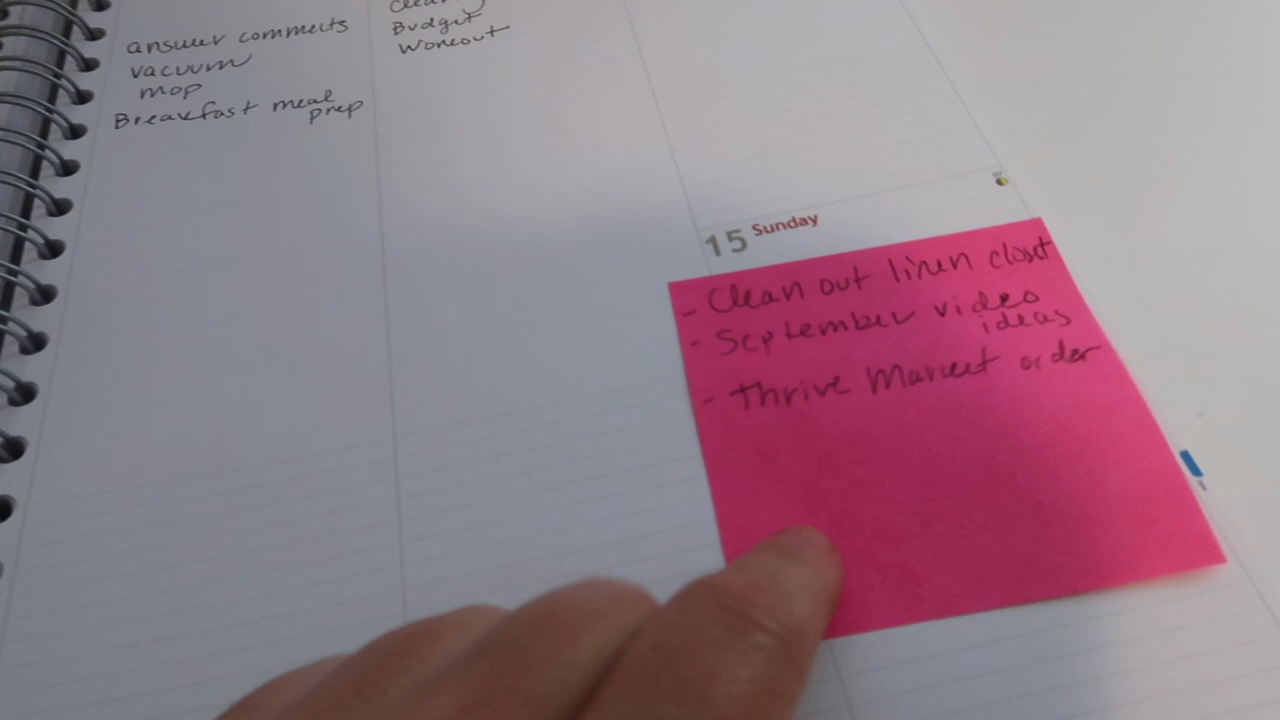 answer comments
vacuum
mop
Breakfast meal
prep
Budget
Workout
15 Sunday
- Clean out linen closet
- September video
ideas
- Thrive Market order